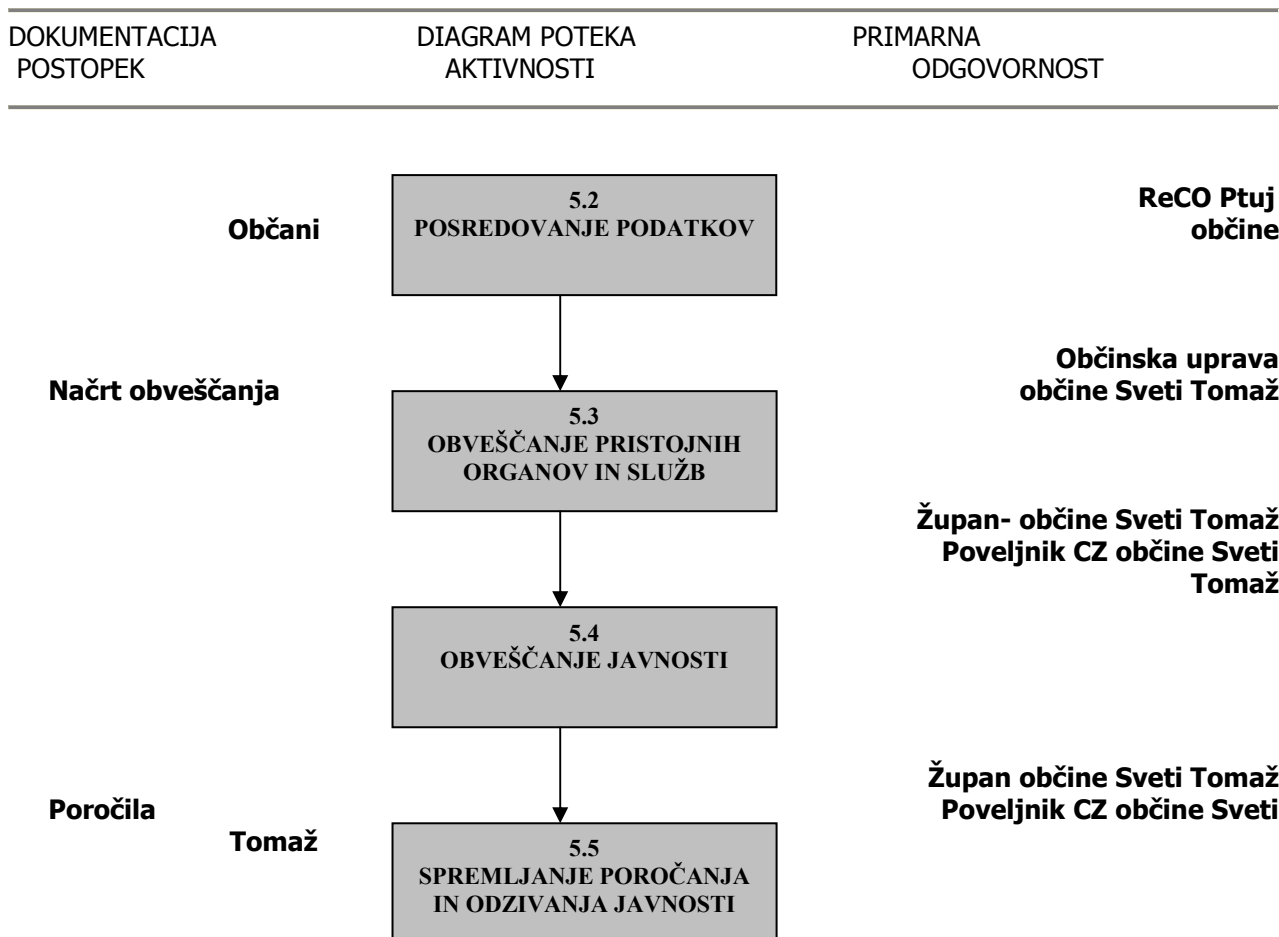 DOKUMENTACIJA DIAGRAM POTEKA PRIMARNA
POSTOPEK AKTIVNOSTI ODGOVORNOST
5.2
POSREDOVANJE PODATKOV
Občani
ReCO Ptuj
občine
Načrt obveščanja
Občinska uprava
občine Sveti Tomaž
5.3
OBVEŠČANJE PRISTOJNIH
ORGANOV IN SLUŽB
Župan- občine Sveti Tomaž
Poveljnik CZ občine Sveti
Tomaž
5.4
OBVEŠČANJE JAVNOSTI
Župan občine Sveti Tomaž
Poročila Poveljnik CZ občine Sveti
Tomaž
5.5
SPREMLJANJE POROČANJA
IN ODZIVANJA JAVNOSTI